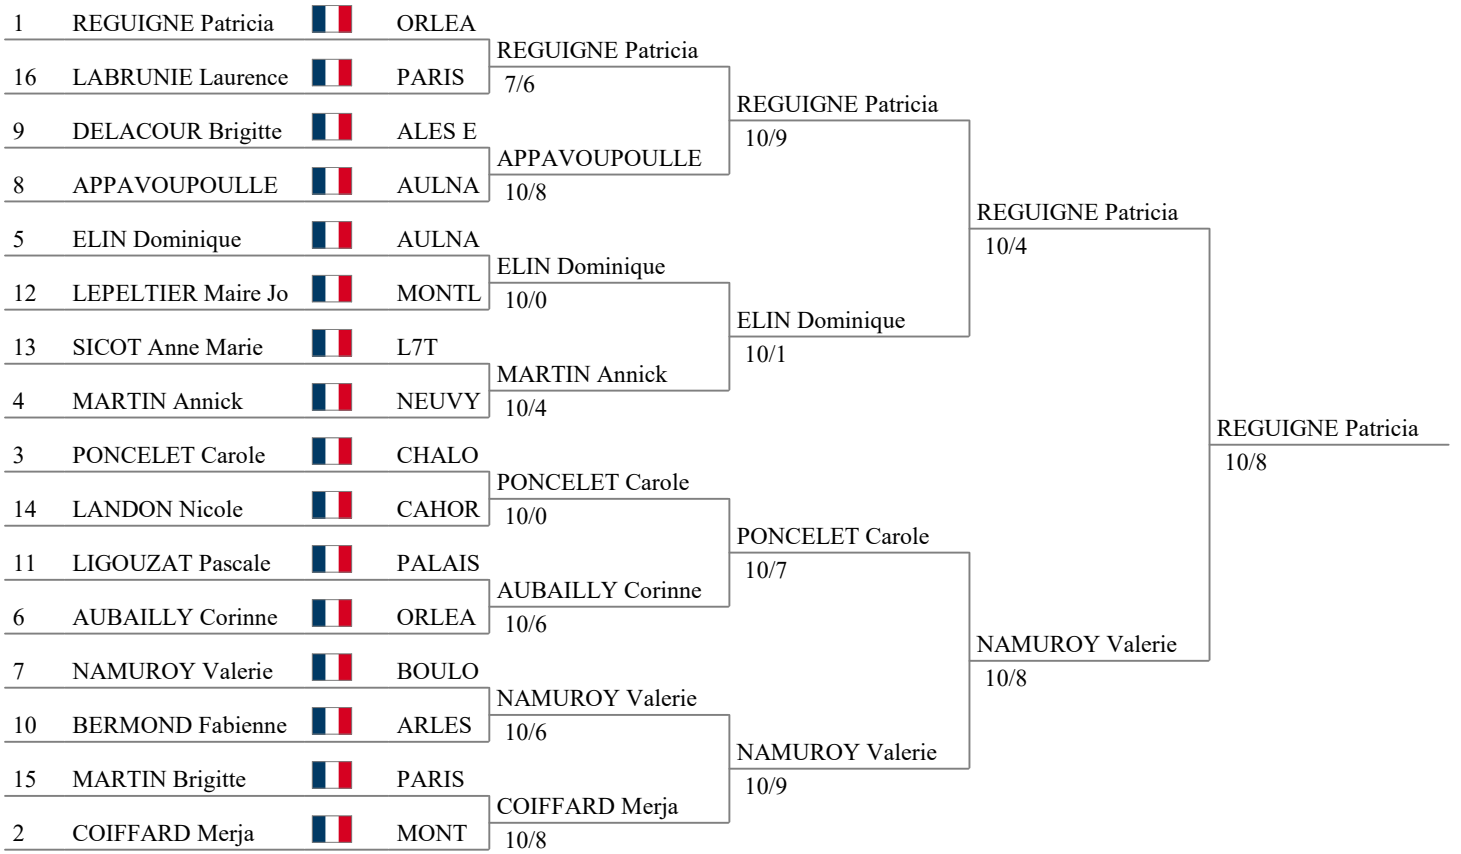 1 REGUIGNE Patricia ORLEA
REGUIGNE Patricia
16 LABRUNIE Laurence PARIS
7/6
REGUIGNE Patricia
9 DELACOUR Brigitte ALES E
10/9
APPAVOUPOULLE
8 APPAVOUPOULLE AULNA
10/8
REGUIGNE Patricia
5 ELIN Dominique AULNA
10/4
ELIN Dominique
12 LEPELTIER Maire Jo MONTL
10/0
ELIN Dominique
13 SICOT Anne Marie L7T
10/1
MARTIN Annick
4 MARTIN Annick NEUVY
10/4
REGUIGNE Patricia
3 PONCELET Carole CHALO
10/8
PONCELET Carole
14 LANDON Nicole CAHOR
10/0
PONCELET Carole
11 LIGOUZAT Pascale PALAIS
10/7
AUBAILLY Corinne
6 AUBAILLY Corinne ORLEA
10/6
NAMUROY Valerie
7 NAMUROY Valerie BOULO
10/8
NAMUROY Valerie
10 BERMOND Fabienne ARLES
10/6
NAMUROY Valerie
15 MARTIN Brigitte PARIS
10/9
COIFFARD Merja
2 COIFFARD Merja MONT
10/8